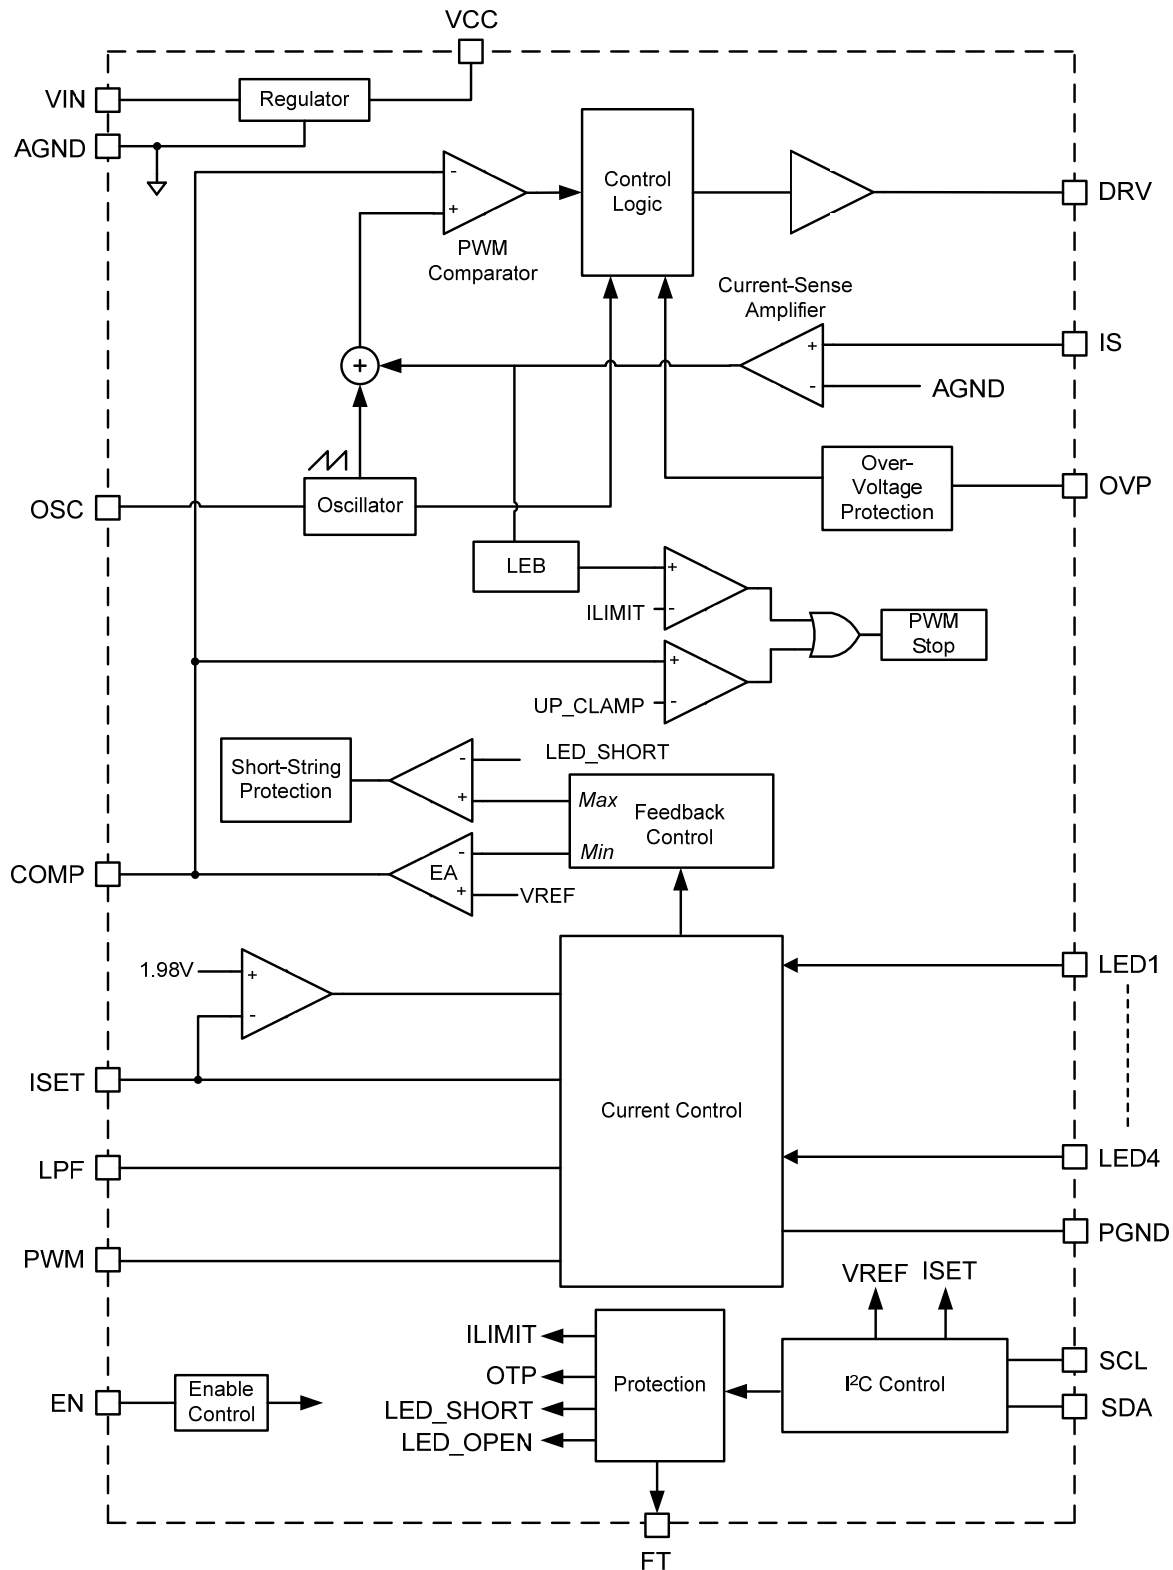 VCC
VIN
Regulator
AGND
-
+
PWM
Comparator
Control
Logic
DRV
Current-Sense
Amplifier
+
-
IS
AGND
+
OSC
Oscillator
Over-
Voltage
Protection
OVP
LEB
+
-
ILIMIT
PWM
Stop
+
-
UP_CLAMP
Short-String
Protection
-
+
LED_SHORT
Max
Min
Feedback
Control
COMP
EA
-
+
VREF
1.98V
+
-
LED1
ISET
Current Control
LPF
LED4
PWM
PGND
VREF
ISET
ILIMIT
OTP
LED_SHORT
LED_OPEN
Protection
I²C Control
SCL
SDA
EN
Enable
Control
FT